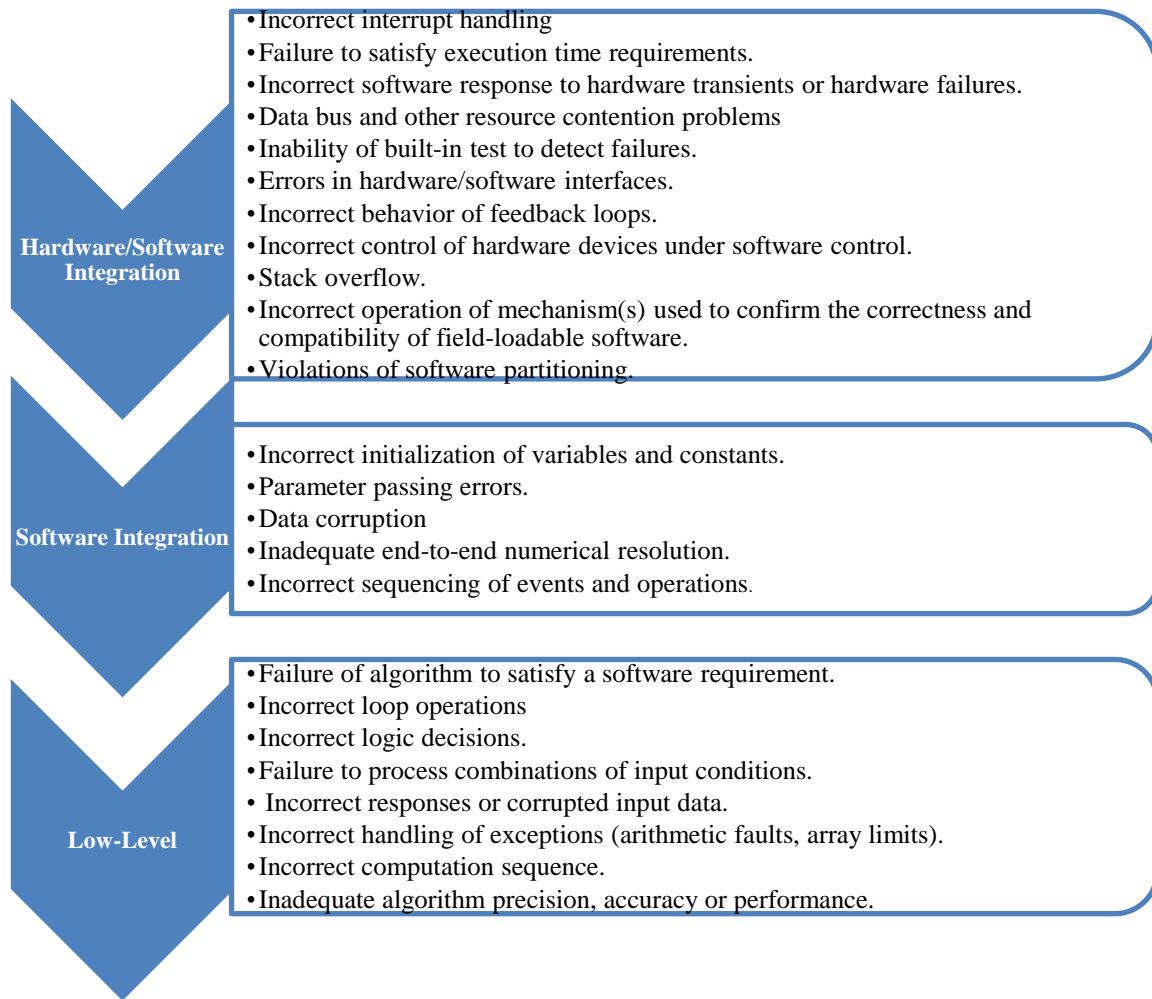 •Incorrect interrupt handling
•Failure to satisfy execution time requirements.
•Incorrect software response to hardware transients or hardware failures.
•Data bus and other resource contention problems
•Inability of built-in test to detect failures.
•Errors in hardware/software interfaces.
•Incorrect behavior of feedback loops.
•Incorrect control of hardware devices under software control.
•Stack overflow.
•Incorrect operation of mechanism(s) used to confirm the correctness and
compatibility of field-loadable software.
•Violations of software partitioning.
Hardware/Software
Integration
•Incorrect initialization of variables and constants.
•Parameter passing errors.
•Data corruption
•Inadequate end-to-end numerical resolution.
•Incorrect sequencing of events and operations.
Software Integration
•Failure of algorithm to satisfy a software requirement.
•Incorrect loop operations
•Incorrect logic decisions.
•Failure to process combinations of input conditions.
• Incorrect responses or corrupted input data.
•Incorrect handling of exceptions (arithmetic faults, array limits).
•Incorrect computation sequence.
•Inadequate algorithm precision, accuracy or performance.
Low-Level